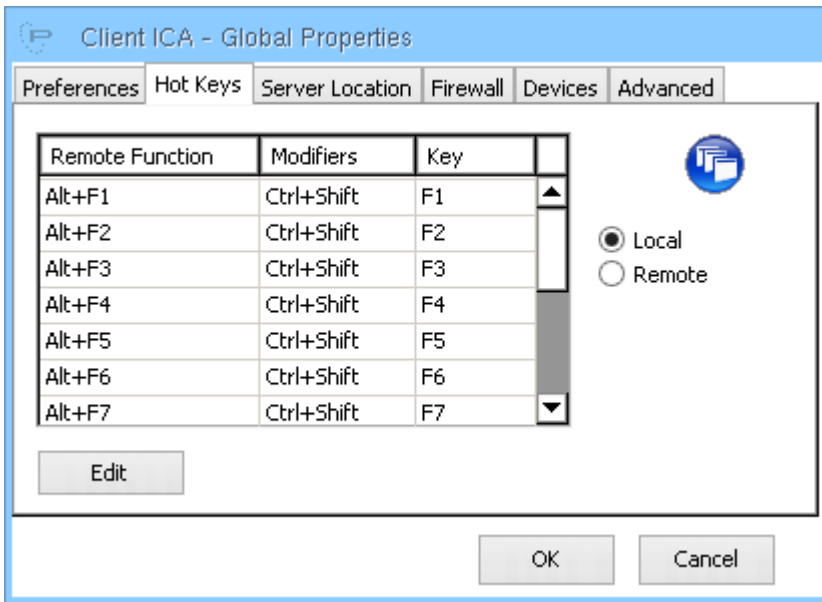 Client ICA - Global Properties
Preferences Hot Keys Server Location Firewall Devices Advanced
Remote Function Modifiers Key
Alt+F1 Ctrl+Shift F1
Alt+F2 Ctrl+Shift F2
Local
Alt+F3 Ctrl+Shift F3
Remote
Alt+F4 Ctrl+Shift F4
Alt+F5 Ctrl+Shift F5
Alt+F6 Ctrl+Shift F6
Alt+F7 Ctrl+Shift F7
Edit
OK Cancel